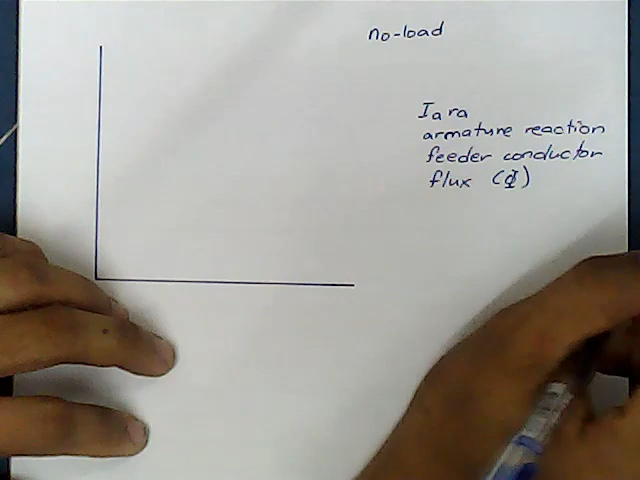 no-load
Iara
armature reaction
feeder conductor
flux (Φ)